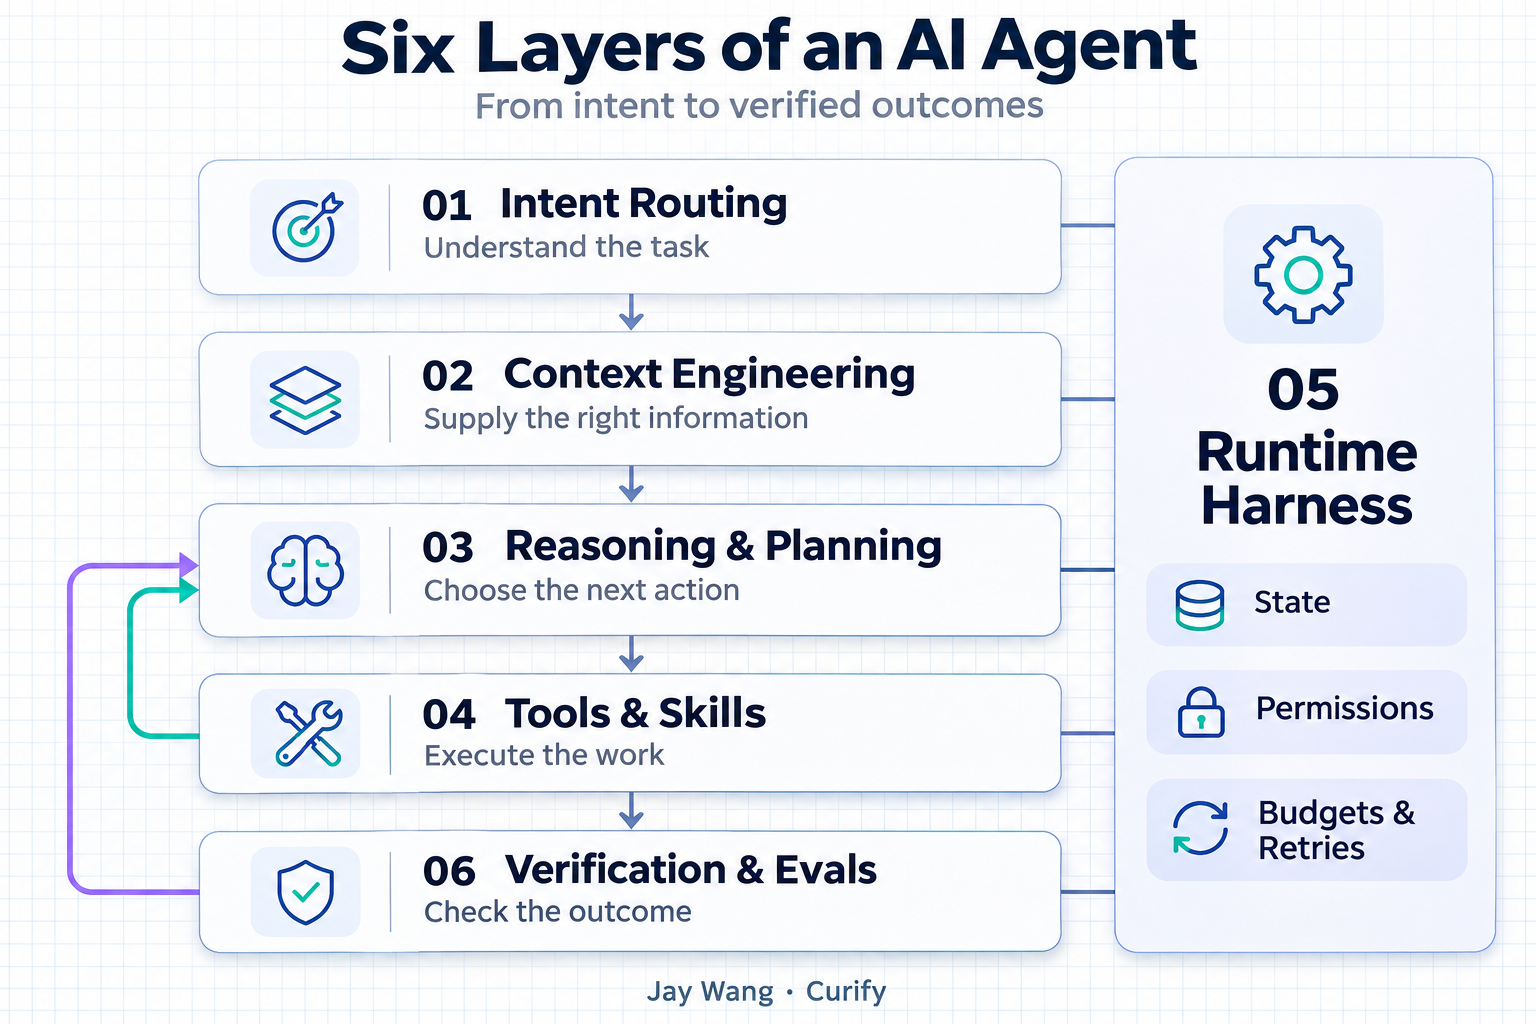 Six Layers of an AI Agent
From intent to verified outcomes
01 Intent Routing
Understand the task
02 Context Engineering
Supply the right information
03 Reasoning & Planning
Choose the next action
04 Tools & Skills
Execute the work
06 Verification & Evals
Check the outcome
05
Runtime
Harness
State
Permissions
Budgets &
Retries
Jay Wang · Curify